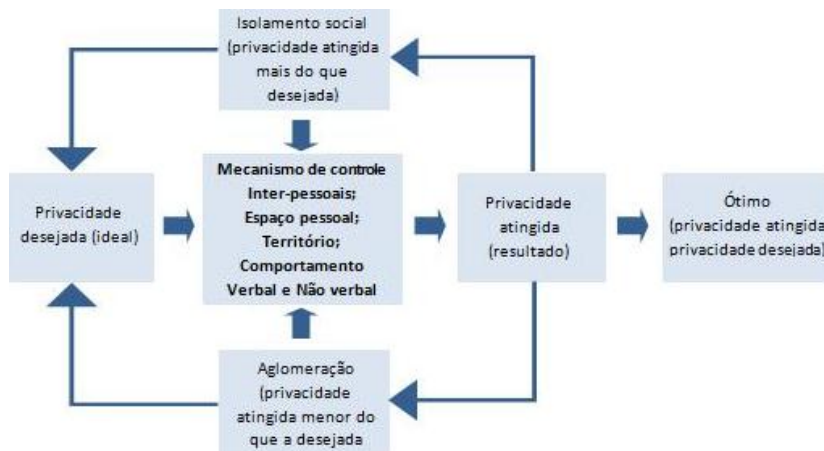 Isolamento social
(privacidade atingida
mais do que
desejada)
Privacidade
desejada (ideal)
Mecanismo de controle
Inter-pessoais;
Espaço pessoal;
Território;
Comportamento
Verbal e Não verbal
Privacidade
atingida
(resultado)
Ótimo
(privacidade atingida
privacidade desejada)
Aglomeração
(privacidade
atingida menor do
que a desejada